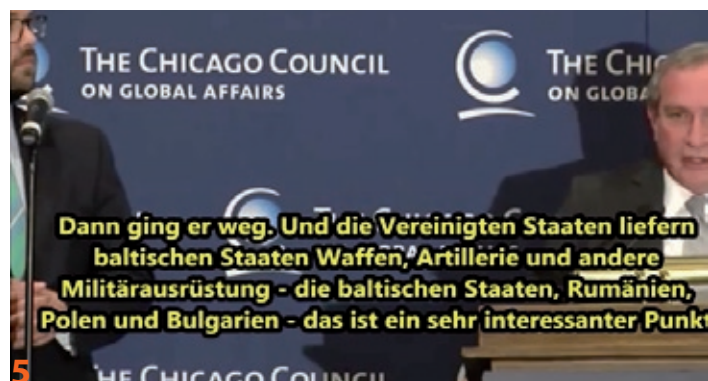 THE CHICAGO COUNCIL
ON GLOBAL AFFAIRS
THE CHIC
ON GLOBA
Dann ging er weg. Und die Vereinigten Staaten liefern
baltischen Staaten Waffen, Artillerie und andere
Militärausrüstung - die baltischen Staaten, Rumänien,
Polen und Bulgarien - das ist ein sehr interessanter Punkt
5
HE CHICAGO COUNCIL